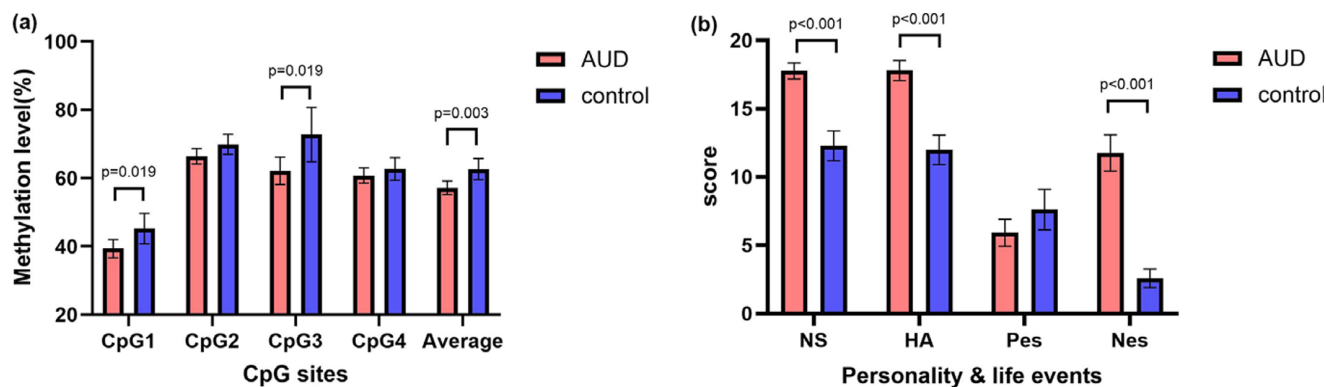 (a)
100
80
60
40
20
Methylation level(%)
p=0.019
p=0.019
p=0.003
AUD
control
CpG1 CpG2 CpG3 CpG4 Average
CpG sites
(b)
20
15
10
5
0
score
p<0.001
p<0.001
p<0.001
AUD
control
NS HA Pes Nes
Personality & life events